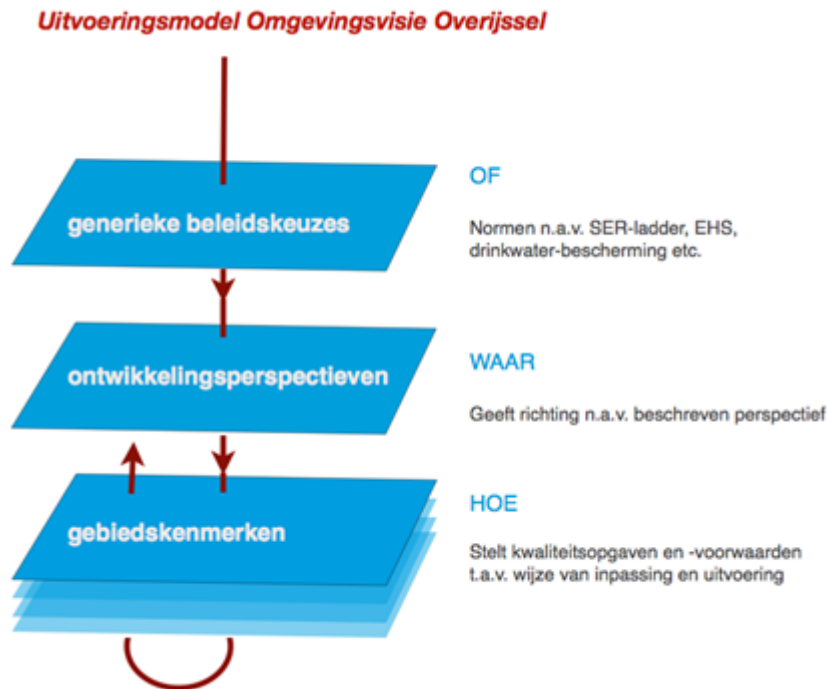 Uitvoeringsmodel Omgevingsvisie Overijssel
generieke beleidskeuzes
OF
Normen n.a.v. SER-ladder, EHS,
drinkwater-bescherming etc.
ontwikkelingsperspectieven
WAAR
Geeft richting n.a.v. beschreven perspectief
gebiedskenmerken
HOE
Stelt kwaliteitsopgaven en -voorwaarden
t.a.v. wijze van inpassing en uitvoering